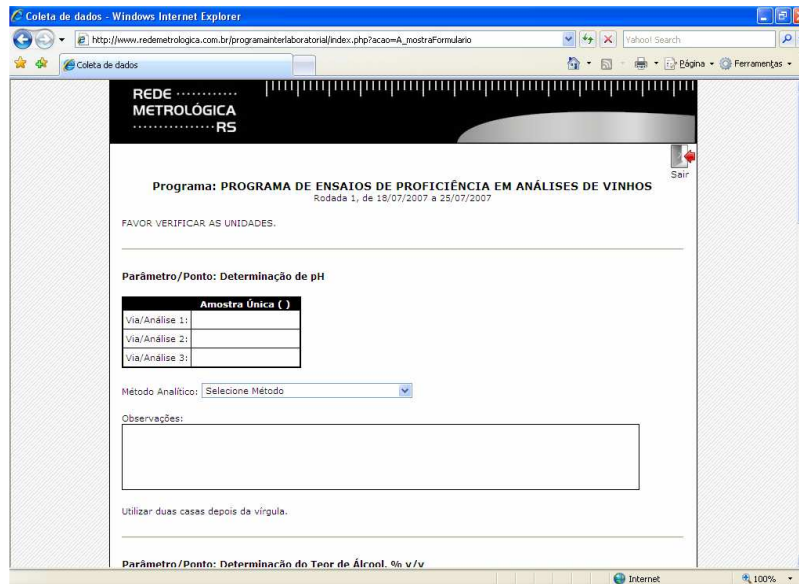 Coleta de dados - Windows Internet Explorer
http://www.redemetrologica.com.br/programainterlaboratorial/index.php?acao=A_mostraFormulario
Yahoo! Search
Coleta de dados
Página
Ferramentas
REDE ...........
METROLÓGICA
................RS
Sair
Programa: PROGRAMA DE ENSAIOS DE PROFICIÊNCIA EM ANÁLISES DE VINHOS
Rodada 1, de 18/07/2007 a 25/07/2007
FAVOR VERIFICAR AS UNIDADES.
Parâmetro/Ponto: Determinação de pH
Amostra Única ( )
Via/Análise 1:
Via/Análise 2:
Via/Análise 3:
Método Analítico: Selecione Método
Observações:
Utilizar duas casas depois da vírgula.
Parâmetro/Ponto: Determinação do Teor de Álcool, % v/v
Internet
100%